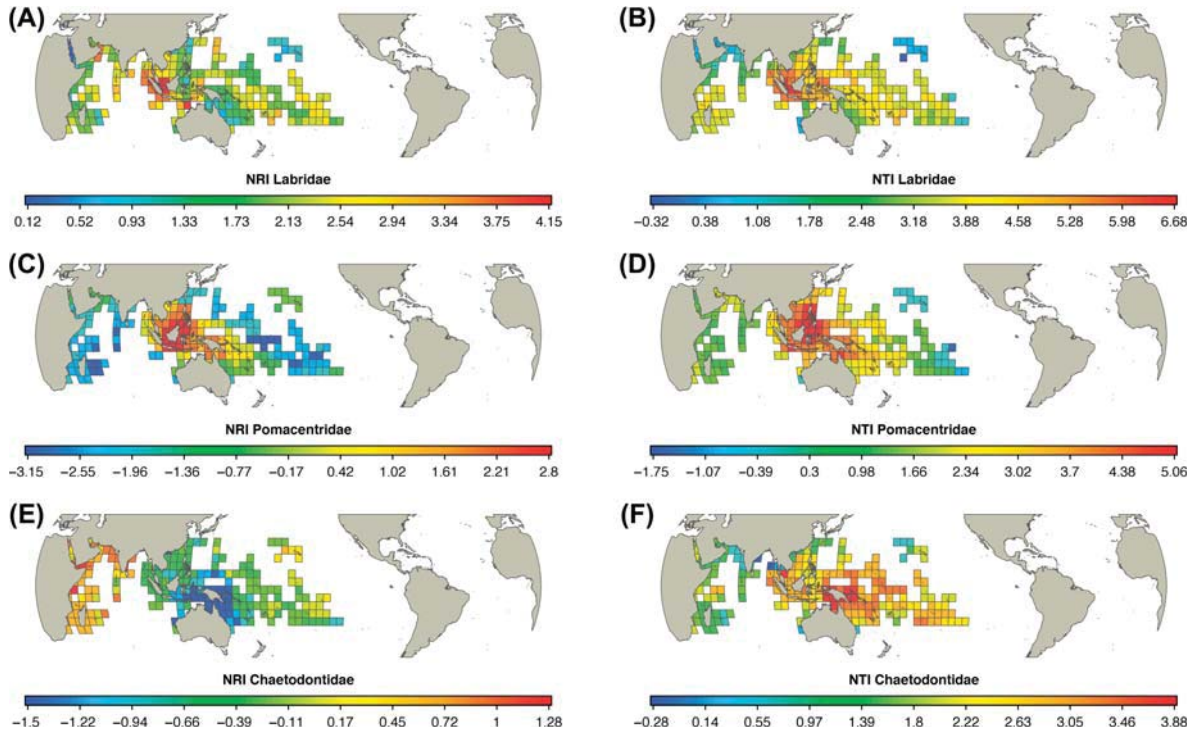 (A)
(B)
NRI Labridae
NTI Labridae
0.12 0.52 0.93 1.33 1.73 2.13 2.54 2.94 3.34 3.75 4.15
−0.32 0.38 1.08 1.78 2.48 3.18 3.88 4.58 5.28 5.98 6.68
(C)
(D)
NRI Pomacentridae
NTI Pomacentridae
−3.15 −2.55 −1.96 −1.36 −0.77 −0.17 0.42 1.02 1.61 2.21 2.8
−1.75 −1.07 −0.39 0.3 0.98 1.66 2.34 3.02 3.7 4.38 5.06
(E)
(F)
NRI Chaetodontidae
NTI Chaetodontidae
−1.5 −1.22 −0.94 −0.66 −0.39 −0.11 0.17 0.45 0.72 1 1.28
−0.28 0.14 0.55 0.97 1.39 1.8 2.22 2.63 3.05 3.46 3.88